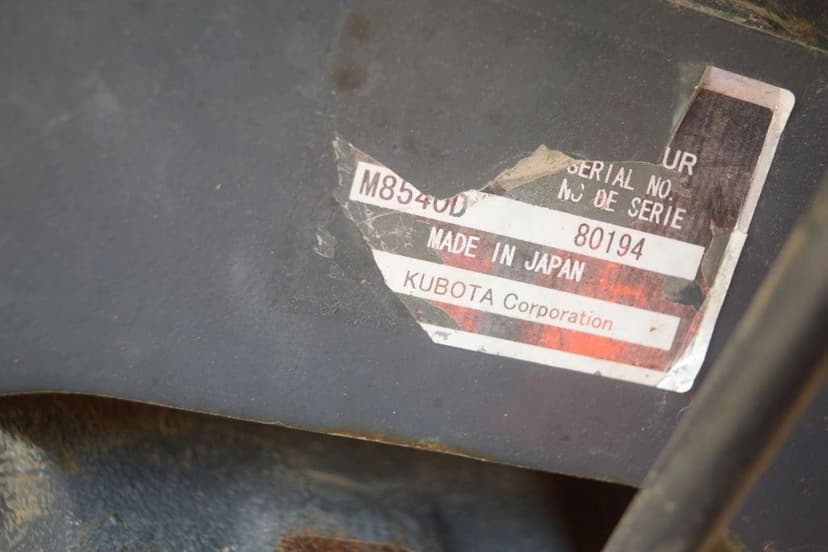 UR
SERIAL NO.
NO DE SERIE
M8540D
80194
MADE IN JAPAN
KUBOTA Corporation